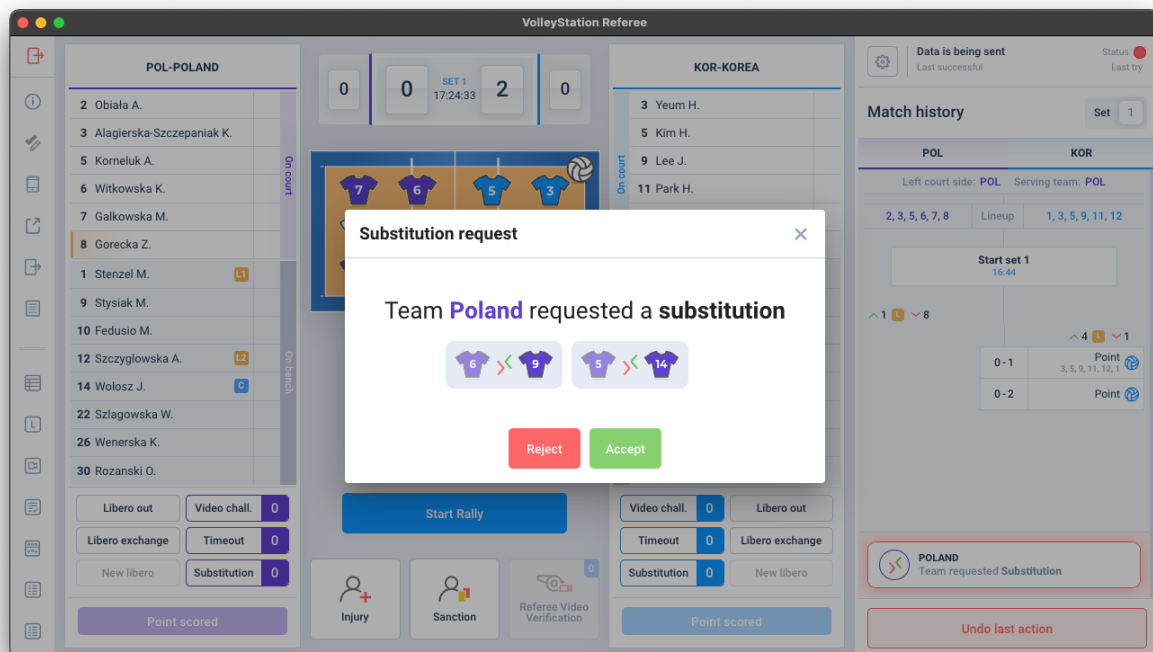 VolleyStation Referee
POL-POLAND
2 Obiała A.
3 Alagierska-Szczepaniak K.
5 Korneluk A.
6 Witkowska K.
7 Galkowska M.
8 Gorecka Z.
On court
1 Stenzel M. L1
9 Stysiak M.
10 Fedusio M.
12 Szczyglowska A. L2
14 Wolosz J. C
22 Szlagowska W.
26 Wenerska K.
30 Rozanski O.
On bench
Libero out
Video chall. 0
Libero exchange
Timeout 0
New libero
Substitution 0
Point scored
0
0
SET 1
17:24:33
2
0
7
6
5
3
Substitution request
Team Poland requested a substitution
6 9 5 14
Reject
Accept
Start Rally
Injury
Sanction
Referee Video
Verification
0
KOR-KOREA
On court
3 Yeum H.
5 Kim H.
9 Lee J.
11 Park H.
Video chall. 0
Libero out
Timeout 0
Libero exchange
Substitution 0
New libero
Point scored
Data is being sent
Last successful
Status
Last try
Match history
Set 1
POL KOR
Left court side: POL Serving team: POL
2, 3, 5, 6, 7, 8 Lineup 1, 3, 5, 9, 11, 12
Start set 1
16:44
1 L 8
4 L 1
0 - 1 Point
3, 5, 9, 11, 12, 1
0 - 2 Point
POLAND
Team requested Substitution
Undo last action
L